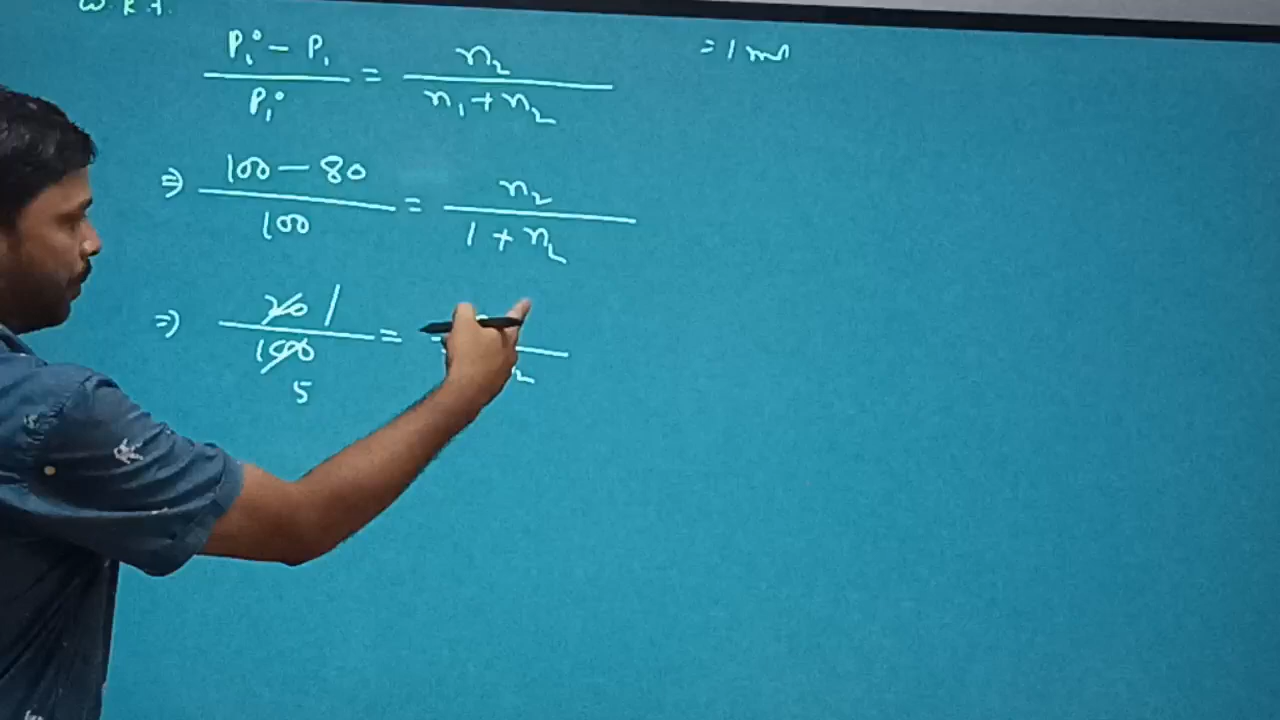 W.K.T.
P₁° − P₁ / P₁° = n₂ / n₁ + n₂
= 1 mol
⇒ 100 − 80 / 100 = n₂ / 1 + n₂
⇒ 20 1 / 100 5 =